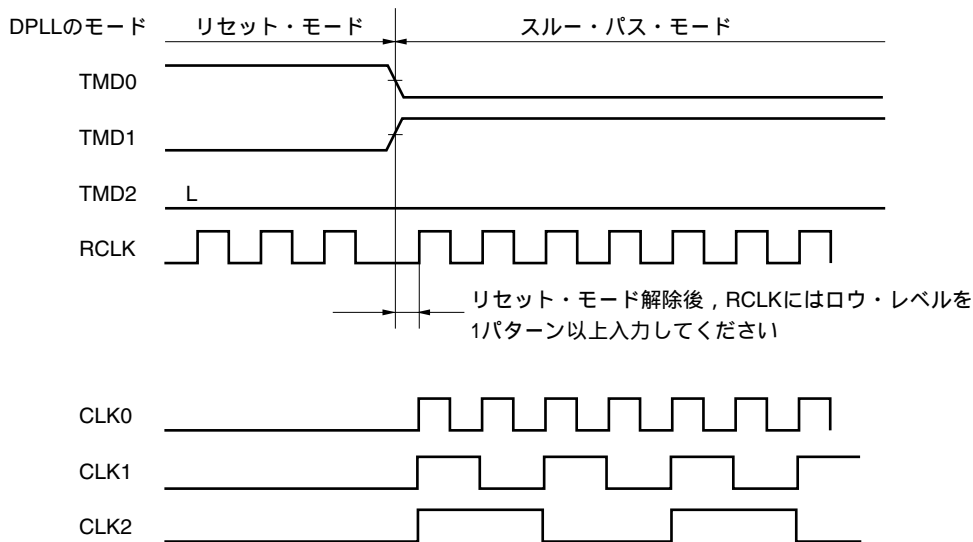 DPLLのモード リセット・モード スルー・パス・モード
TMD0
TMD1
TMD2 L
RCLK
リセット・モード解除後，RCLKにはロウ・レベルを
1パターン以上入力してください
CLK0
CLK1
CLK2